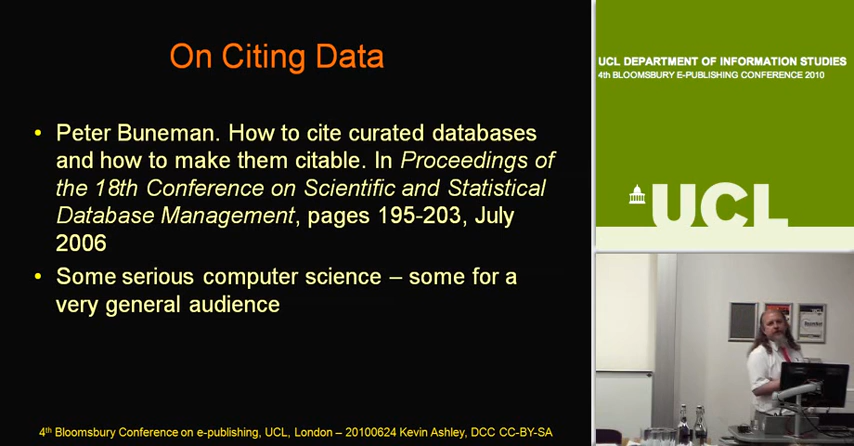 On Citing Data
• Peter Buneman. How to cite curated databases
and how to make them citable. In Proceedings of
the 18th Conference on Scientific and Statistical
Database Management, pages 195-203, July
2006
• Some serious computer science – some for a
very general audience
4th Bloomsbury Conference on e-publishing, UCL, London – 20100624 Kevin Ashley, DCC CC-BY-SA
UCL DEPARTMENT OF INFORMATION STUDIES
4th BLOOMSBURY E-PUBLISHING CONFERENCE 2010
UCL